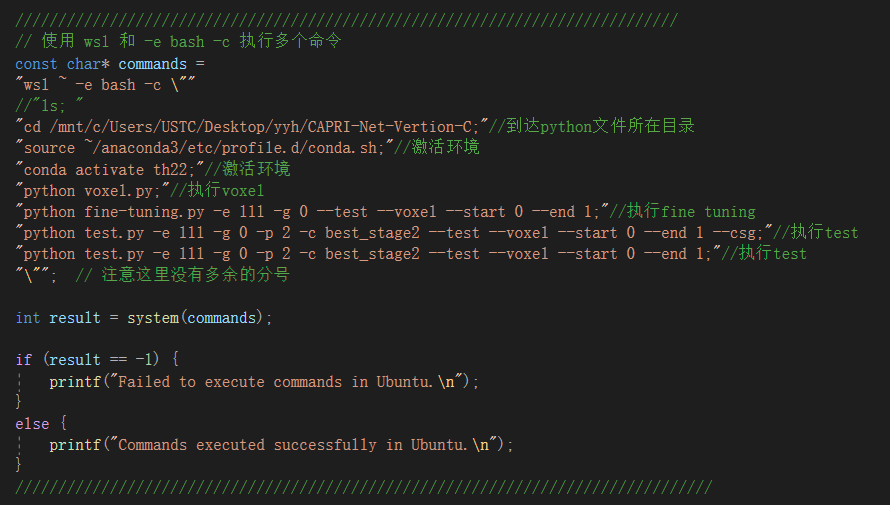 //////////////////////////////////////////////////////////////////////////////
// 使用 wsl 和 -e bash -c 执行多个命令
const char* commands =
"wsl ~ -e bash -c \""
//"ls; "
"cd /mnt/c/Users/USTC/Desktop/yyh/CAPRI-Net-Vertion-C;"//到达python文件所在目录
"source ~/anaconda3/etc/profile.d/conda.sh;"//激活环境
"conda activate th22;"//激活环境
"python voxel.py;"//执行voxel
"python fine-tuning.py -e lll -g 0 --test --voxel --start 0 --end 1;"//执行fine tuning
"python test.py -e lll -g 0 -p 2 -c best_stage2 --test --voxel --start 0 --end 1 --csg;"//执行test
"python test.py -e lll -g 0 -p 2 -c best_stage2 --test --voxel --start 0 --end 1;"//执行test
"\"";  // 注意这里没有多余的分号
int result = system(commands);
if (result == -1) {
    printf("Failed to execute commands in Ubuntu.\n");
}
else {
    printf("Commands executed successfully in Ubuntu.\n");
}
//////////////////////////////////////////////////////////////////////////////////